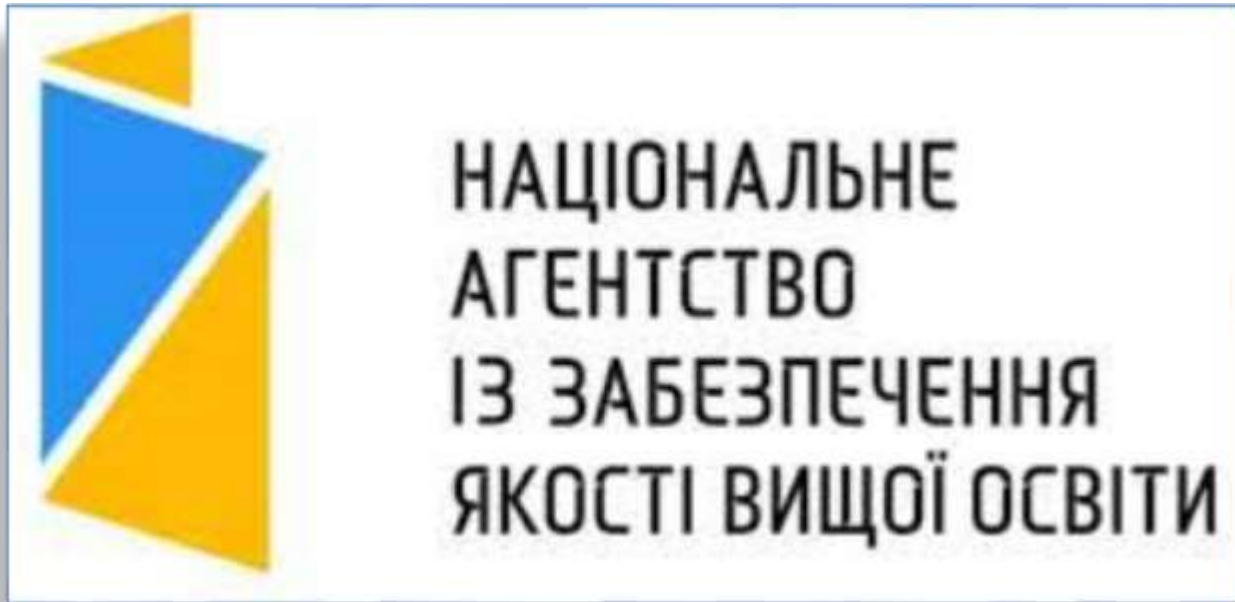 НАЦІОНАЛЬНЕ
АГЕНТСТВО
ІЗ ЗАБЕЗПЕЧЕННЯ
ЯКОСТІ ВИЩОЇ ОСВІТИ